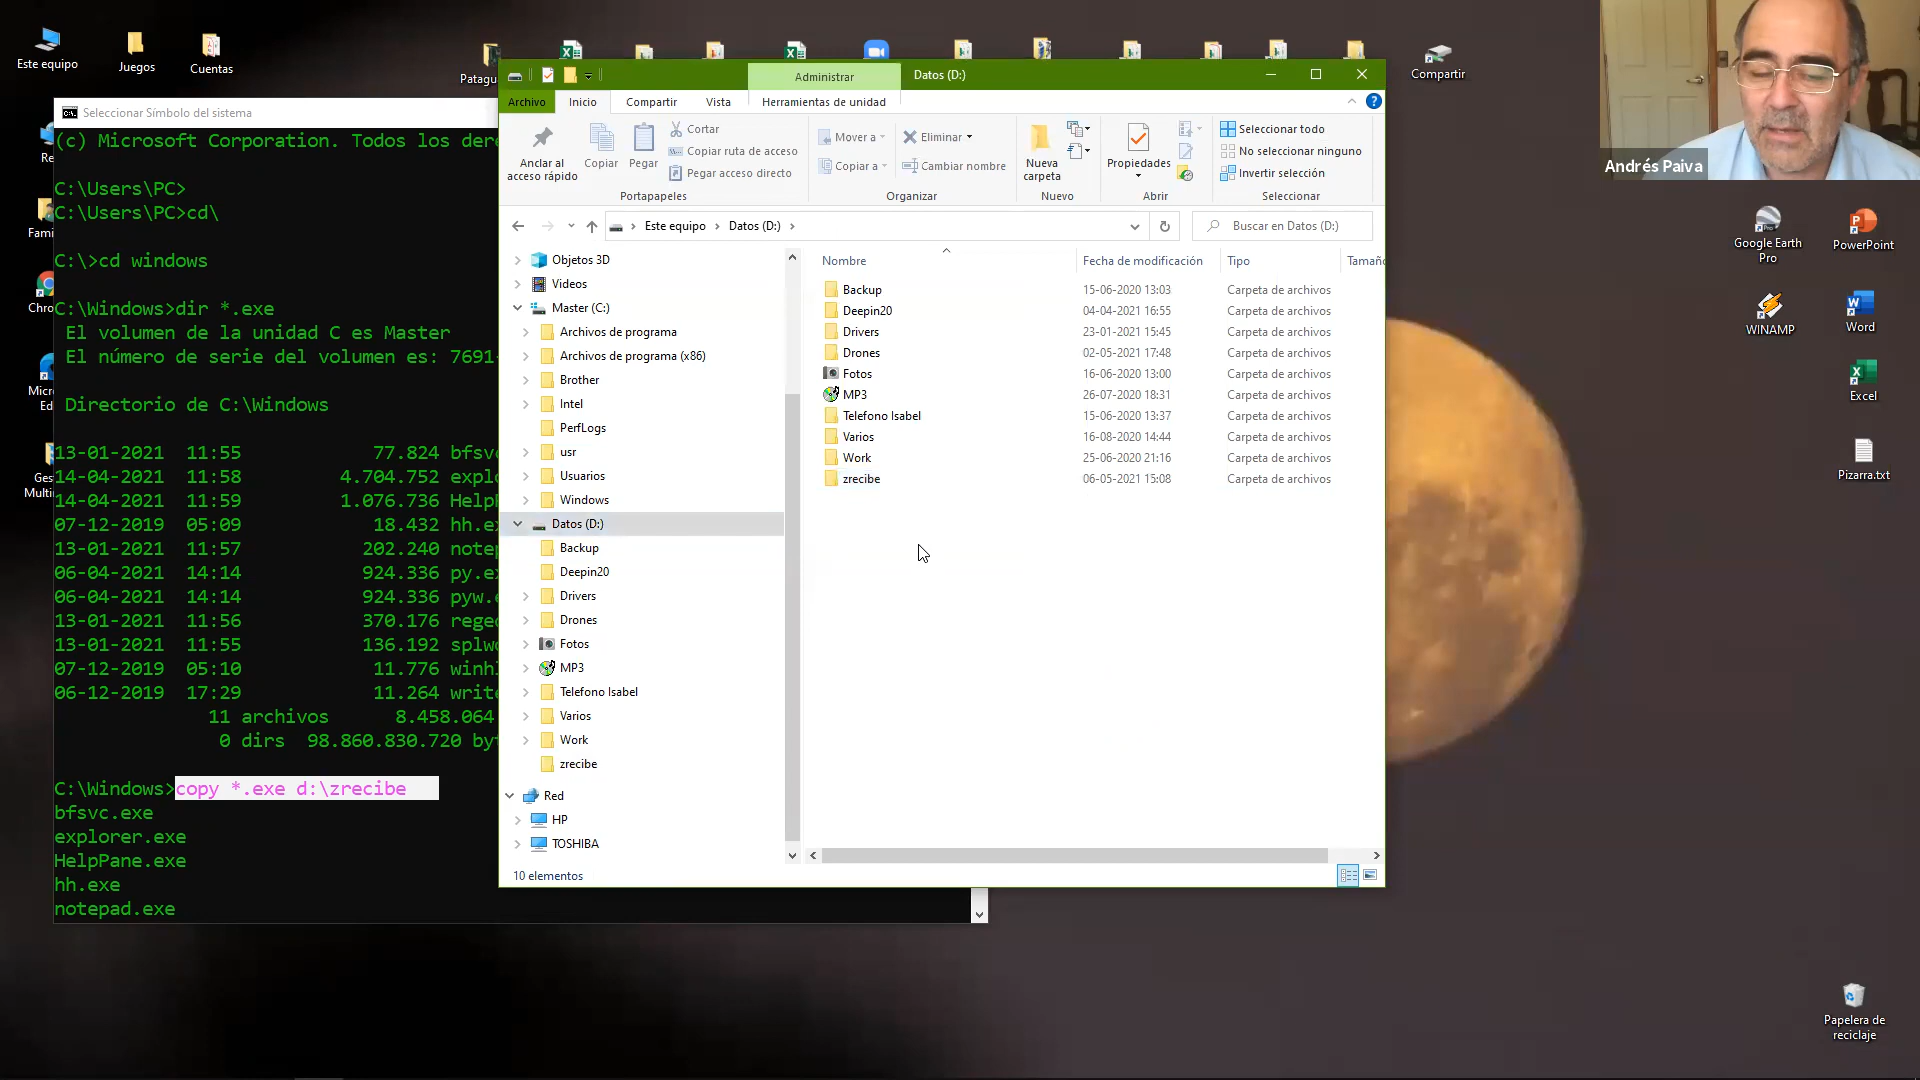 Este equipo
Juegos
Cuentas
Compartir
Andrés Paiva
Google Earth
Pro
PowerPoint
WINAMP
Word
Excel
Pizarra.txt
Papelera de
reciclaje
Seleccionar Símbolo del sistema
(c) Microsoft Corporation. Todos los
C:\Users\PC>
C:\Users\PC>cd\
C:\>cd windows
C:\Windows>dir *.exe
El volumen de la unidad C es Master
El número de serie del volumen es: 7691-
Directorio de C:\Windows
13-01-2021 11:55 77.824
14-04-2021 11:58 4.704.752
14-04-2021 11:59 1.076.736
07-12-2019 05:09 18.432
13-01-2021 11:57 202.240
06-04-2021 14:14 924.336
06-04-2021 14:14 924.336
13-01-2021 11:56 370.176
13-01-2021 11:55 136.192
07-12-2019 05:10 11.776
06-12-2019 17:29 11.264
11 archivos 8.458.064
0 dirs 98.860.830.720
C:\Windows>copy *.exe d:\zrecibe
bfsvc.exe
explorer.exe
HelpPane.exe
hh.exe
notepad.exe
Administrar
Datos (D:)
Archivo Inicio Compartir Vista Herramientas de unidad
Anclar al
acceso rápido
Copiar
Pegar
Cortar
Copiar ruta de acceso
Pegar acceso directo
Portapapeles
Mover a
Copiar a
Eliminar
Cambiar nombre
Organizar
Nueva
carpeta
Nuevo
Propiedades
Abrir
Seleccionar todo
No seleccionar ninguno
Invertir selección
Seleccionar
Este equipo > Datos (D:) >
Buscar en Datos (D:)
Objetos 3D
Videos
Master (C:)
Archivos de programa
Archivos de programa (x86)
Brother
Intel
PerfLogs
usr
Usuarios
Windows
Datos (D:)
Backup
Deepin20
Drivers
Drones
Fotos
MP3
Telefono Isabel
Varios
Work
zrecibe
Red
HP
TOSHIBA
Nombre Fecha de modificación Tipo
Backup 15-06-2020 13:03 Carpeta de archivos
Deepin20 04-04-2021 16:55 Carpeta de archivos
Drivers 23-01-2021 15:45 Carpeta de archivos
Drones 02-05-2021 17:48 Carpeta de archivos
Fotos 16-06-2020 13:00 Carpeta de archivos
MP3 26-07-2020 18:31 Carpeta de archivos
Telefono Isabel 15-06-2020 13:37 Carpeta de archivos
Varios 16-08-2020 14:44 Carpeta de archivos
Work 25-06-2020 21:16 Carpeta de archivos
zrecibe 06-05-2021 15:08 Carpeta de archivos
10 elementos